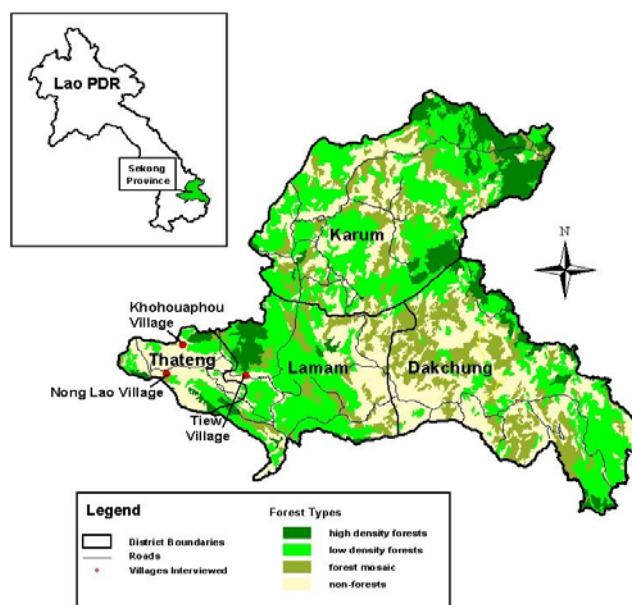 Lao PDR
Sekong
Province
N
Karum
Khohouaphou
Village
Thateng
Lamam
Dakchung
Nong Lao Village
Tiew
Village
Legend
District Boundaries
Roads
Villages Interviewed
Forest Types
high density forests
low density forests
forest mosaic
non-forests